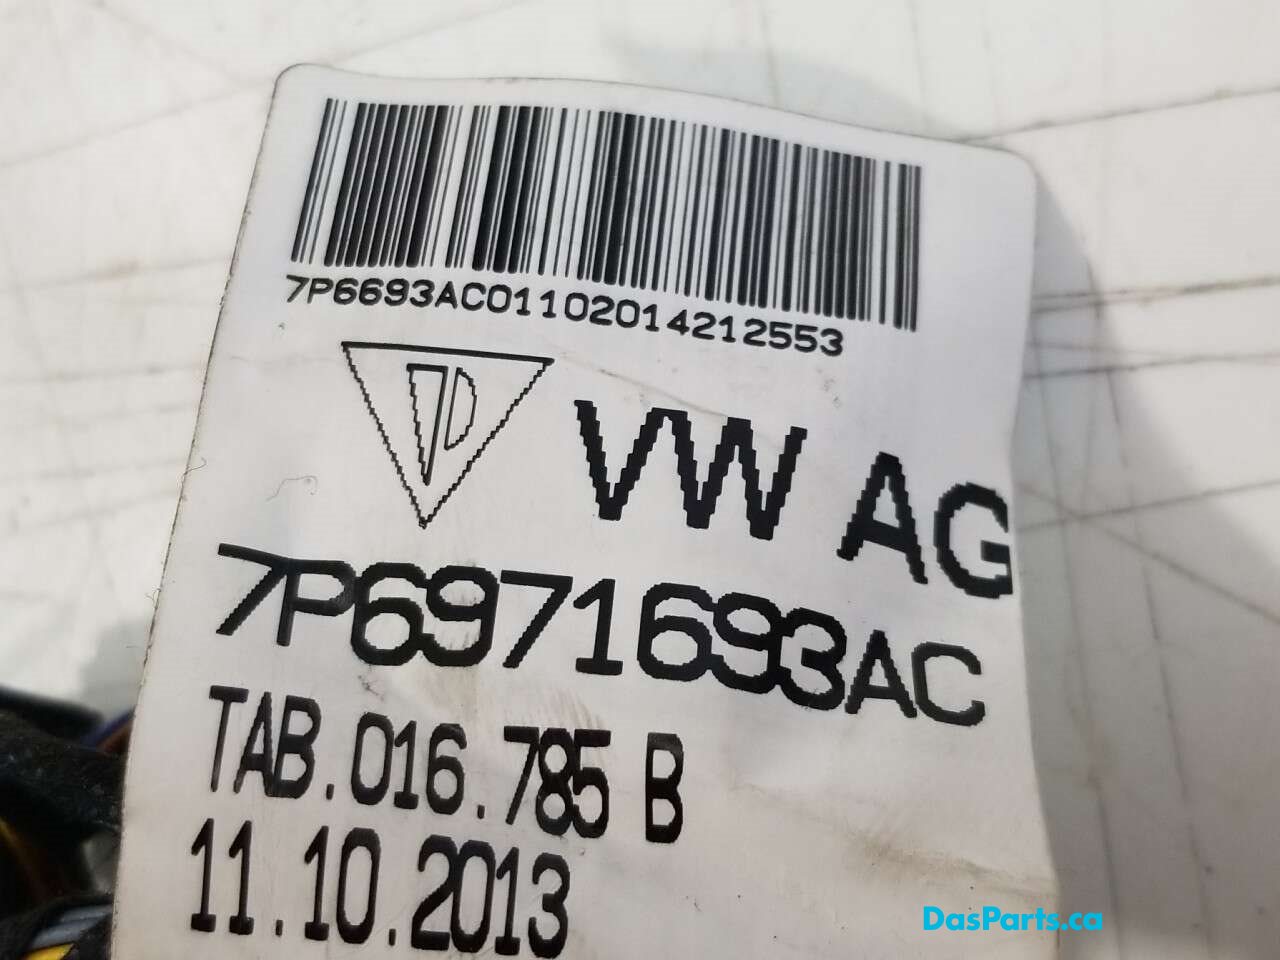 7P6693AC01102014212553
VW AG
7P6971693AC
TAB.016.785 B
11.10.2013
DasParts.ca